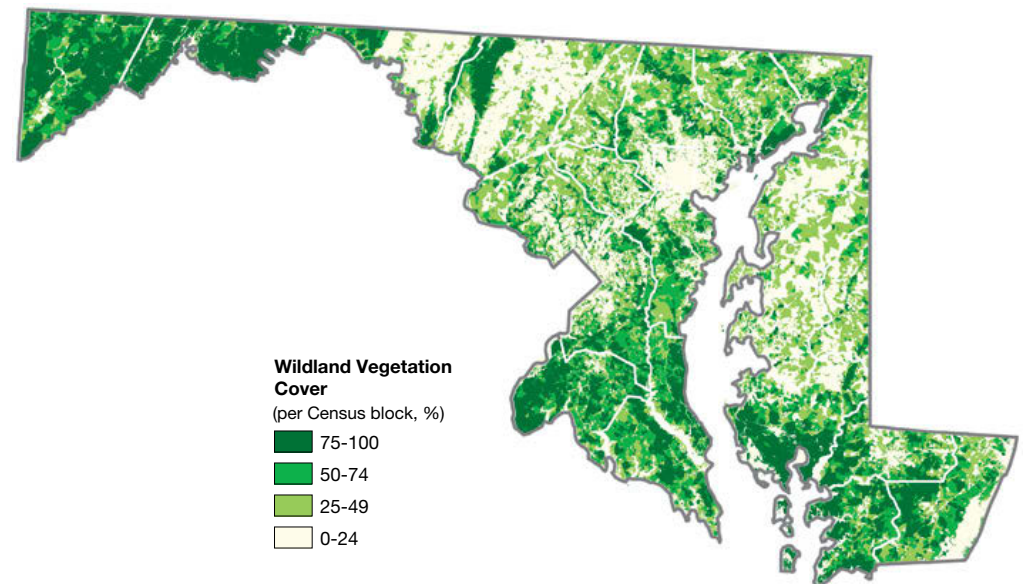 Wildland Vegetation
Cover
(per Census block, %)
75-100
50-74
25-49
0-24